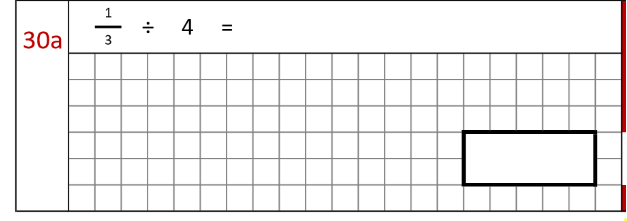 30a
1/3 ÷ 4 =